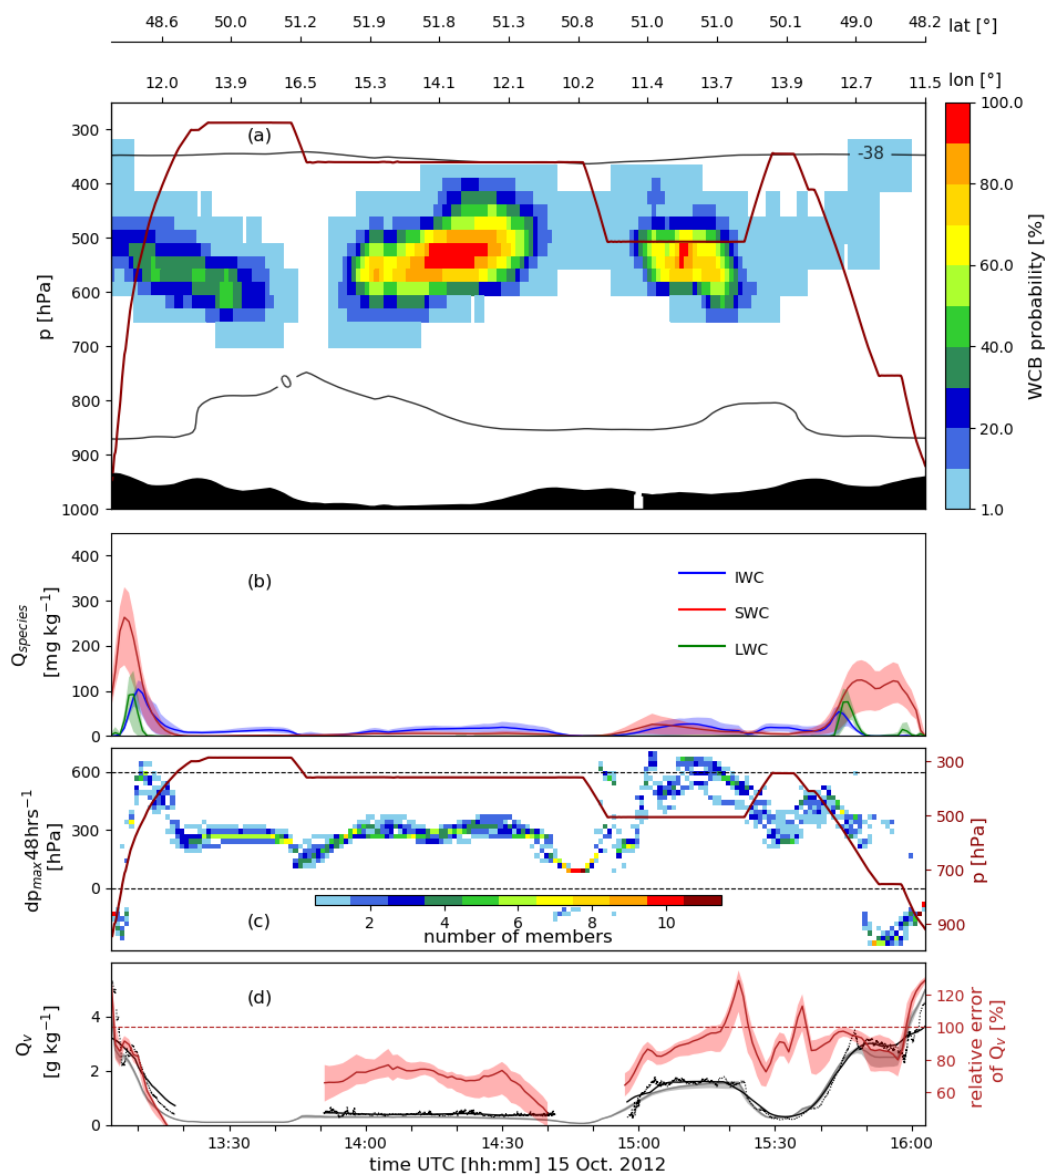 48.6 50.0 51.2 51.9 51.8 51.3 50.8 51.0 51.0 50.1 49.0 48.2 lat [°]
12.0 13.9 16.5 15.3 14.1 12.1 10.2 11.4 13.7 13.9 12.7 11.5 lon [°]
(a)
-38
0
p [hPa]
300
400
500
600
700
800
900
1000
100.0
80.0
60.0
40.0
20.0
1.0
WCB probability [%]
(b)
Q_species
[mg kg⁻¹]
400
300
200
100
0
IWC
SWC
LWC
(c)
dp_max48hrs⁻¹
[hPa]
600
300
0
2 4 6 8 10
number of members
300
500
700
900
p [hPa]
(d)
Q_v
[g kg⁻¹]
4
2
0
120
100
80
60
relative error
of Q_v [%]
13:30 14:00 14:30 15:00 15:30 16:00
time UTC [hh:mm] 15 Oct. 2012